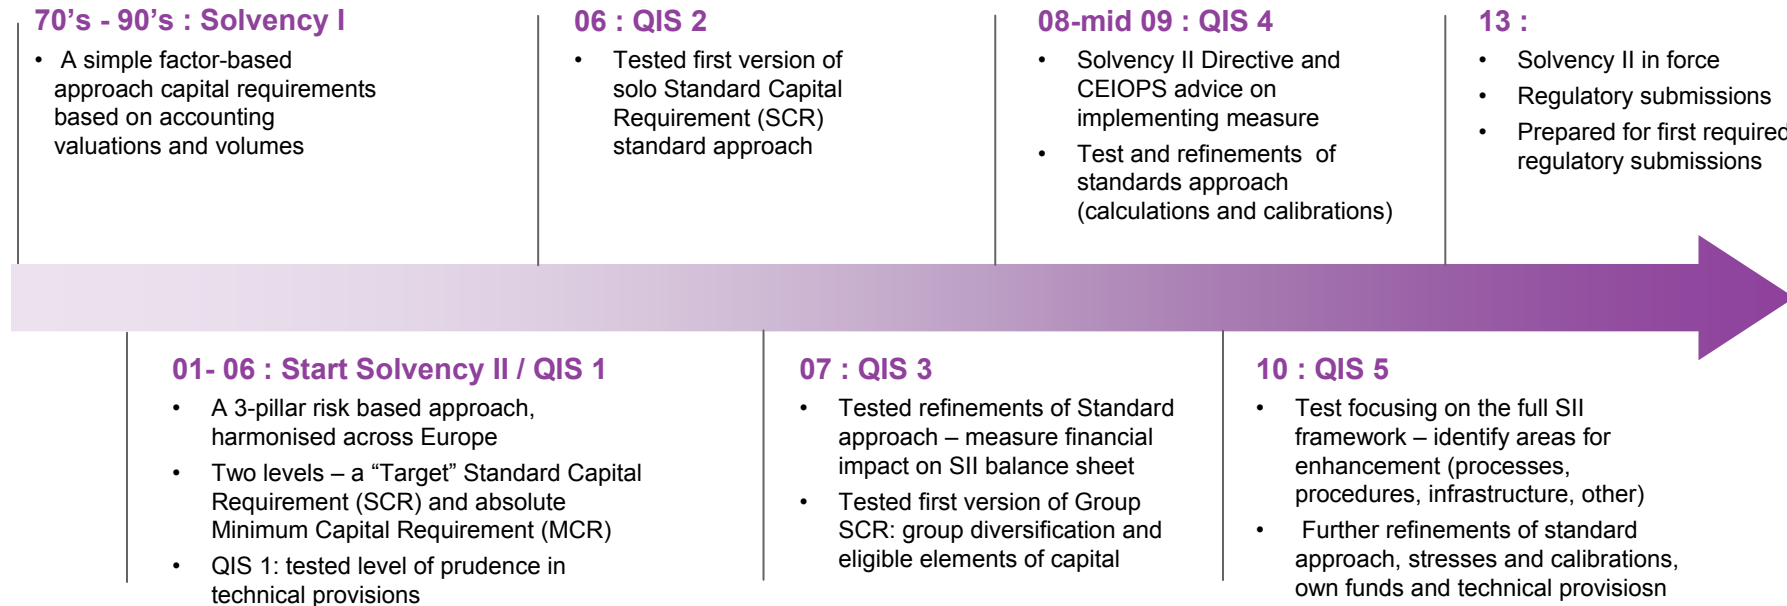 70’s - 90’s : Solvency I
• A simple factor-based
approach capital requirements
based on accounting
valuations and volumes
06 : QIS 2
• Tested first version of
solo Standard Capital
Requirement (SCR)
standard approach
08-mid 09 : QIS 4
• Solvency II Directive and
CEIOPS advice on
implementing measure
• Test and refinements of
standards approach
(calculations and calibrations)
13 :
• Solvency II in force
• Regulatory submissions
• Prepared for first required
regulatory submissions
01- 06 : Start Solvency II / QIS 1
• A 3-pillar risk based approach,
harmonised across Europe
• Two levels – a “Target” Standard Capital
Requirement (SCR) and absolute
Minimum Capital Requirement (MCR)
• QIS 1: tested level of prudence in
technical provisions
07 : QIS 3
• Tested refinements of Standard
approach – measure financial
impact on SII balance sheet
• Tested first version of Group
SCR: group diversification and
eligible elements of capital
10 : QIS 5
• Test focusing on the full SII
framework – identify areas for
enhancement (processes,
procedures, infrastructure, other)
• Further refinements of standard
approach, stresses and calibrations,
own funds and technical provisiosn